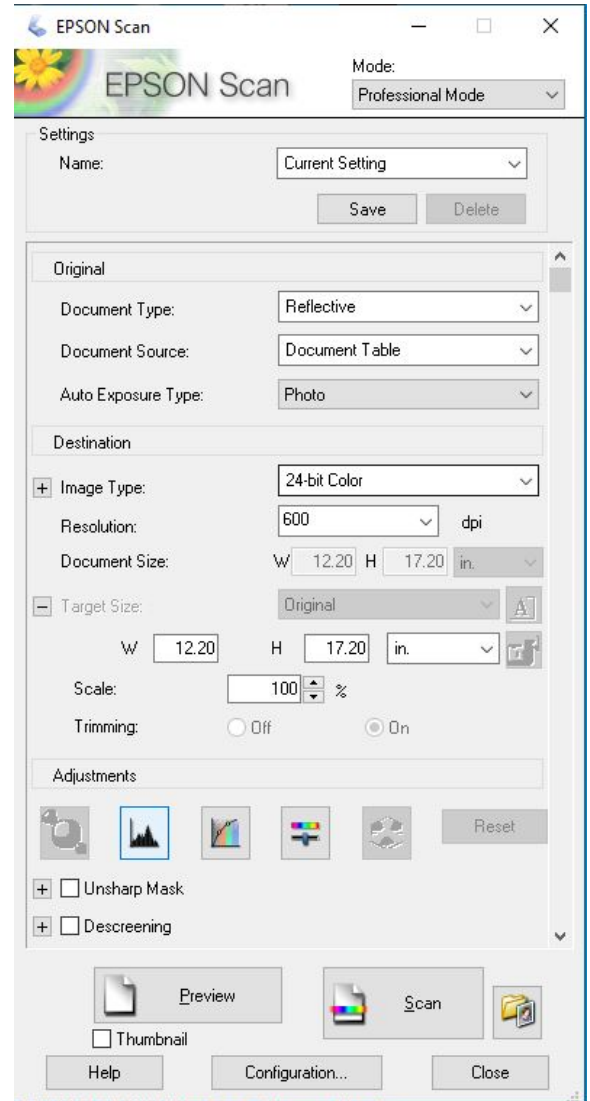 EPSON Scan
EPSON Scan
Mode:
Professional Mode
Settings
Name:
Current Setting
Save
Delete
Original
Document Type:
Reflective
Document Source:
Document Table
Auto Exposure Type:
Photo
Destination
+ Image Type:
24-bit Color
Resolution:
600
dpi
Document Size:
W 12.20 H 17.20 in.
Target Size:
Original
A
W 12.20 H 17.20 in.
Scale:
100 %
Trimming:
Off
On
Adjustments
Reset
+ Unsharp Mask
+ Descreening
Preview
Scan
Thumbnail
Help
Configuration...
Close